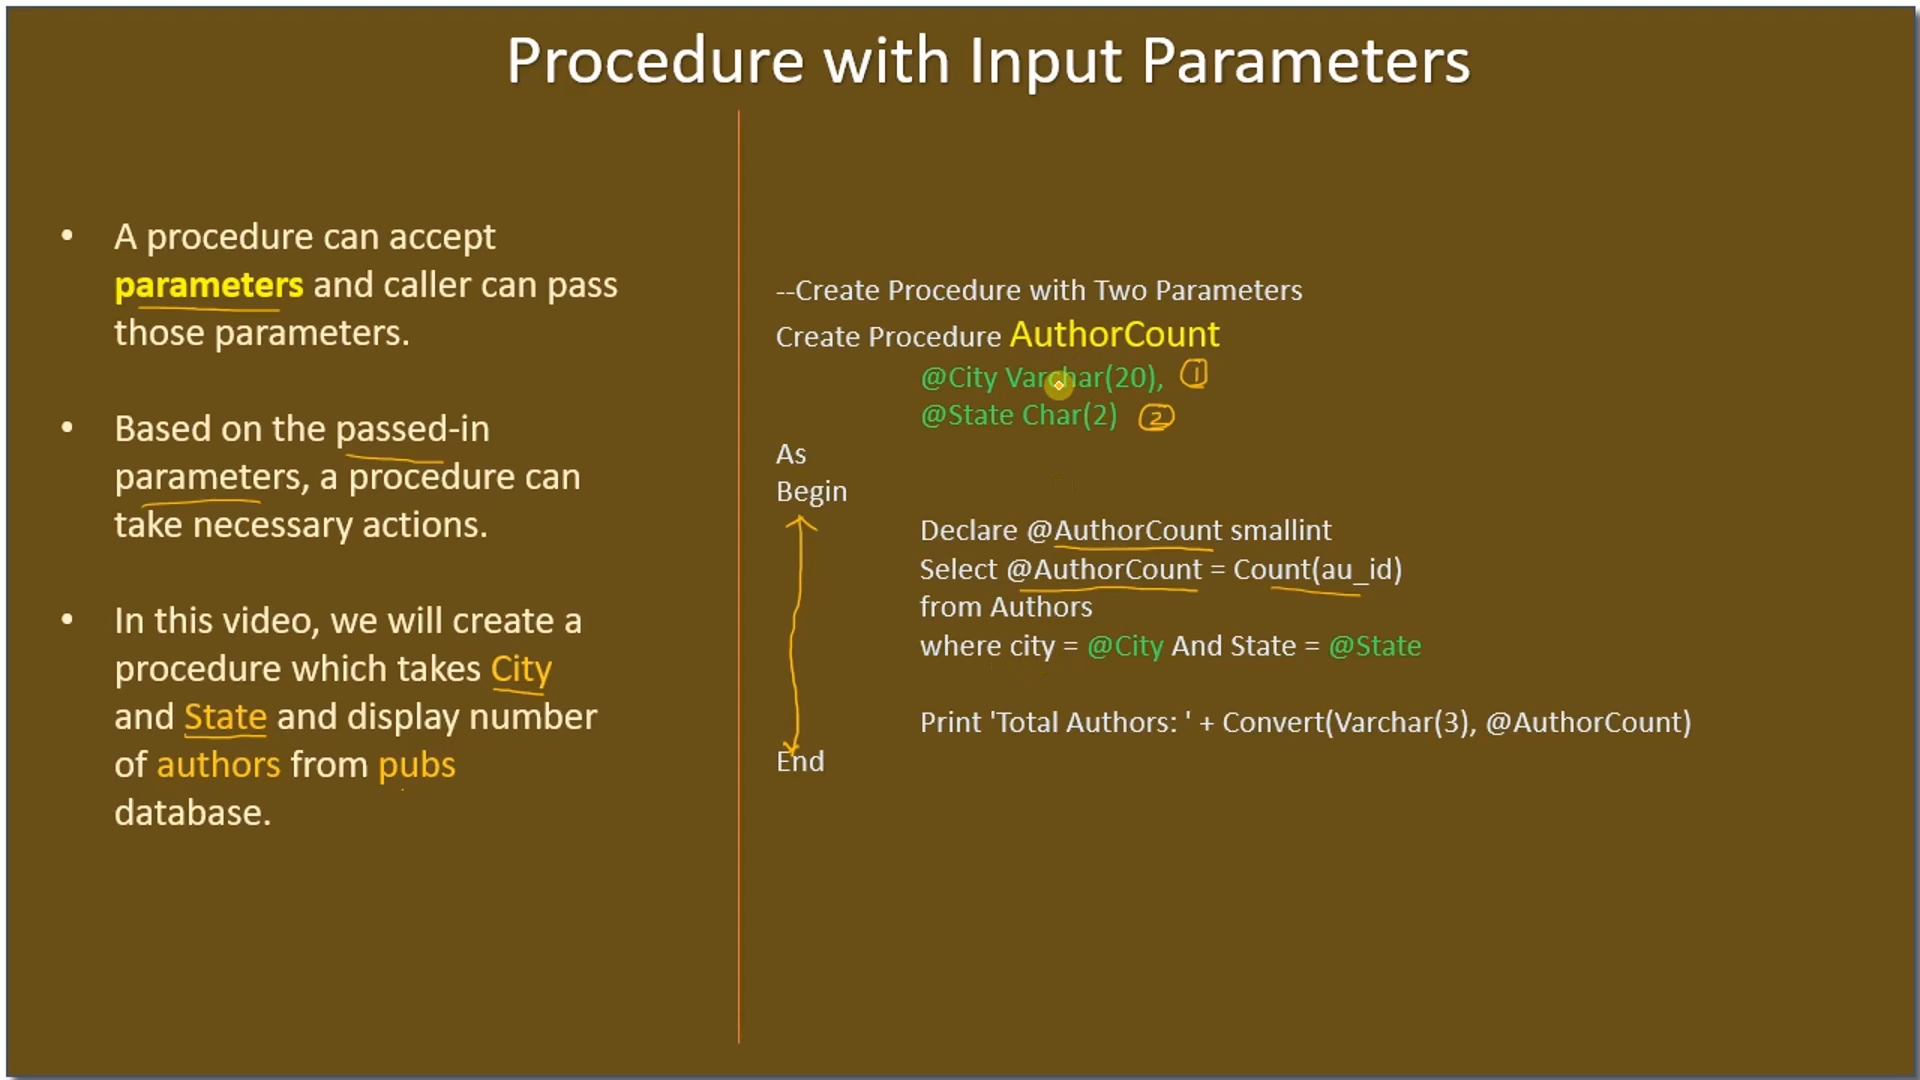 Procedure with Input Parameters
• A procedure can accept
parameters and caller can pass
those parameters.
• Based on the passed-in
parameters, a procedure can
take necessary actions.
• In this video, we will create a
procedure which takes City
and State and display number
of authors from pubs
database.
--Create Procedure with Two Parameters
Create Procedure AuthorCount
@City Varchar(20), 1
@State Char(2) 2
As
Begin
Declare @AuthorCount smallint
Select @AuthorCount = Count(au_id)
from Authors
where city = @City And State = @State
Print 'Total Authors: ' + Convert(Varchar(3), @AuthorCount)
End